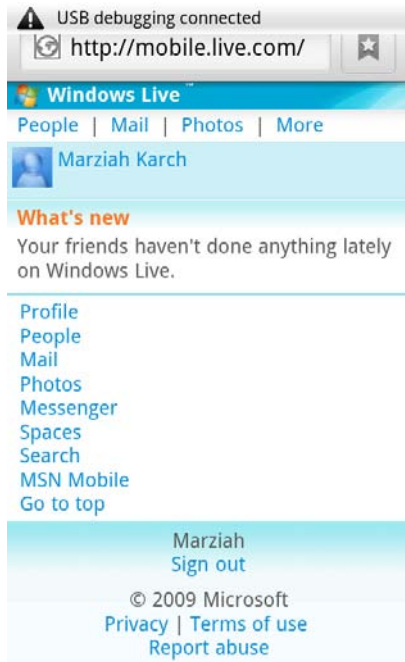 USB debugging connected
http://mobile.live.com/
Windows Live™
People | Mail | Photos | More
Marziah Karch
What's new
Your friends haven't done anything lately
on Windows Live.
Profile
People
Mail
Photos
Messenger
Spaces
Search
MSN Mobile
Go to top
Marziah
Sign out
© 2009 Microsoft
Privacy | Terms of use
Report abuse